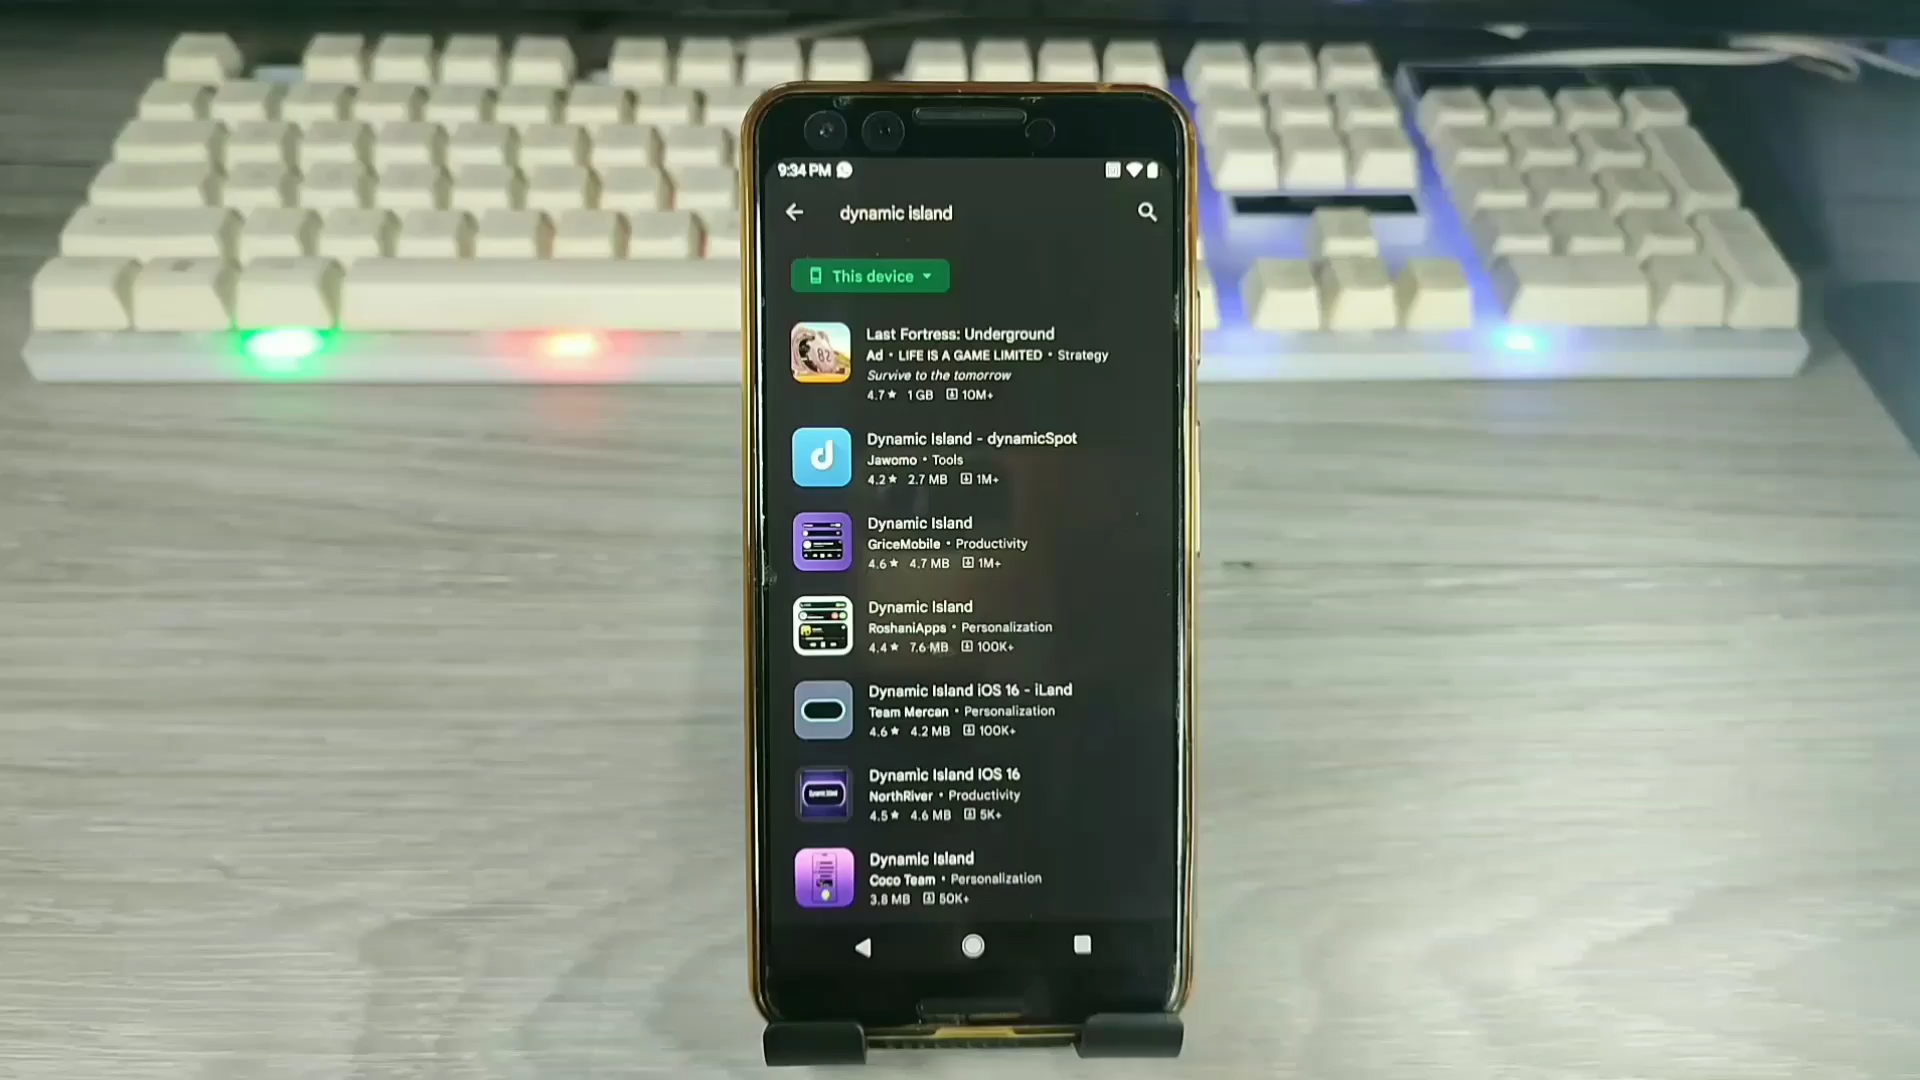 9:34 PM
dynamic island
This device
Last Fortress: Underground
Ad • LIFE IS A GAME LIMITED • Strategy
Survive to the tomorrow
4.7★ 1 GB 10M+
Dynamic Island - dynamicSpot
Jawomo • Tools
4.2★ 2.7 MB 1M+
Dynamic Island
GriceMobile • Productivity
4.6★ 4.7 MB 1M+
Dynamic Island
RoshaniApps • Personalization
4.4★ 7.6 MB 100K+
Dynamic Island iOS 16 - iLand
Team Mercan • Personalization
4.6★ 4.2 MB 100K+
Dynamic Island IOS 16
NorthRiver • Productivity
4.5★ 4.6 MB 5K+
Dynamic Island
Coco Team • Personalization
3.8 MB 50K+